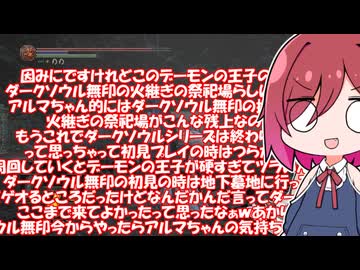 00
因みにですけれどこのデーモンの王子の
ダークソウル無印の火継ぎの祭祀場らしい
アルマちゃん的にはダークソウル無印の
火継ぎの祭祀場がこんな残上なの
もうこれでダークソウルシリーズは終わ
って思っちゃって初見プレイの時はつら
周回していくとデーモンの王子が硬すぎてツラ
ダークソウル無印の初見の時は地下墓地に行っ
ゲオるところだったけどなんだかんだ言ってダー
ここまで来てよかったって思ったなぁwあか
ウル無印今からやったらアルマちゃんの気持ち